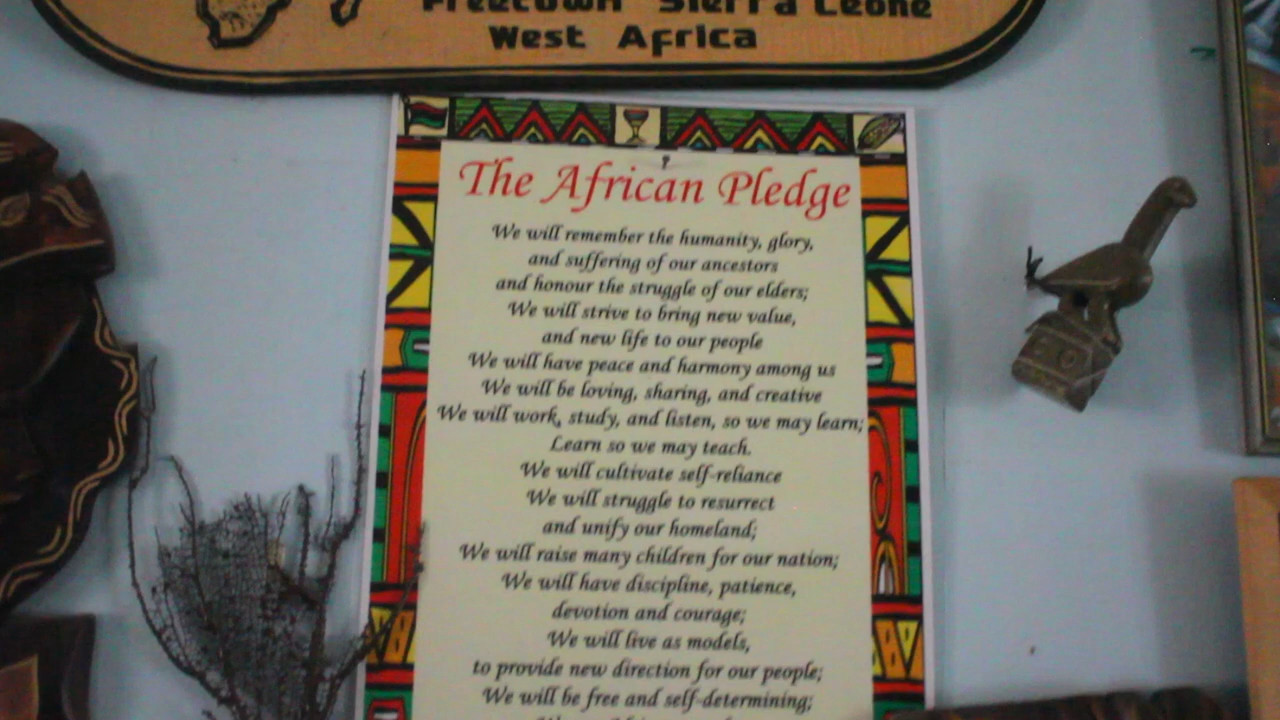 Freetown Sierra Leone
West Africa
The African Pledge
We will remember the humanity, glory,
and suffering of our ancestors
and honour the struggle of our elders;
We will strive to bring new value,
and new life to our people
We will have peace and harmony among us
We will be loving, sharing, and creative
We will work, study, and listen, so we may learn;
Learn so we may teach.
We will cultivate self-reliance
We will struggle to resurrect
and unify our homeland;
We will raise many children for our nation;
We will have discipline, patience,
devotion and courage;
We will live as models,
to provide new direction for our people;
We will be free and self-determining;